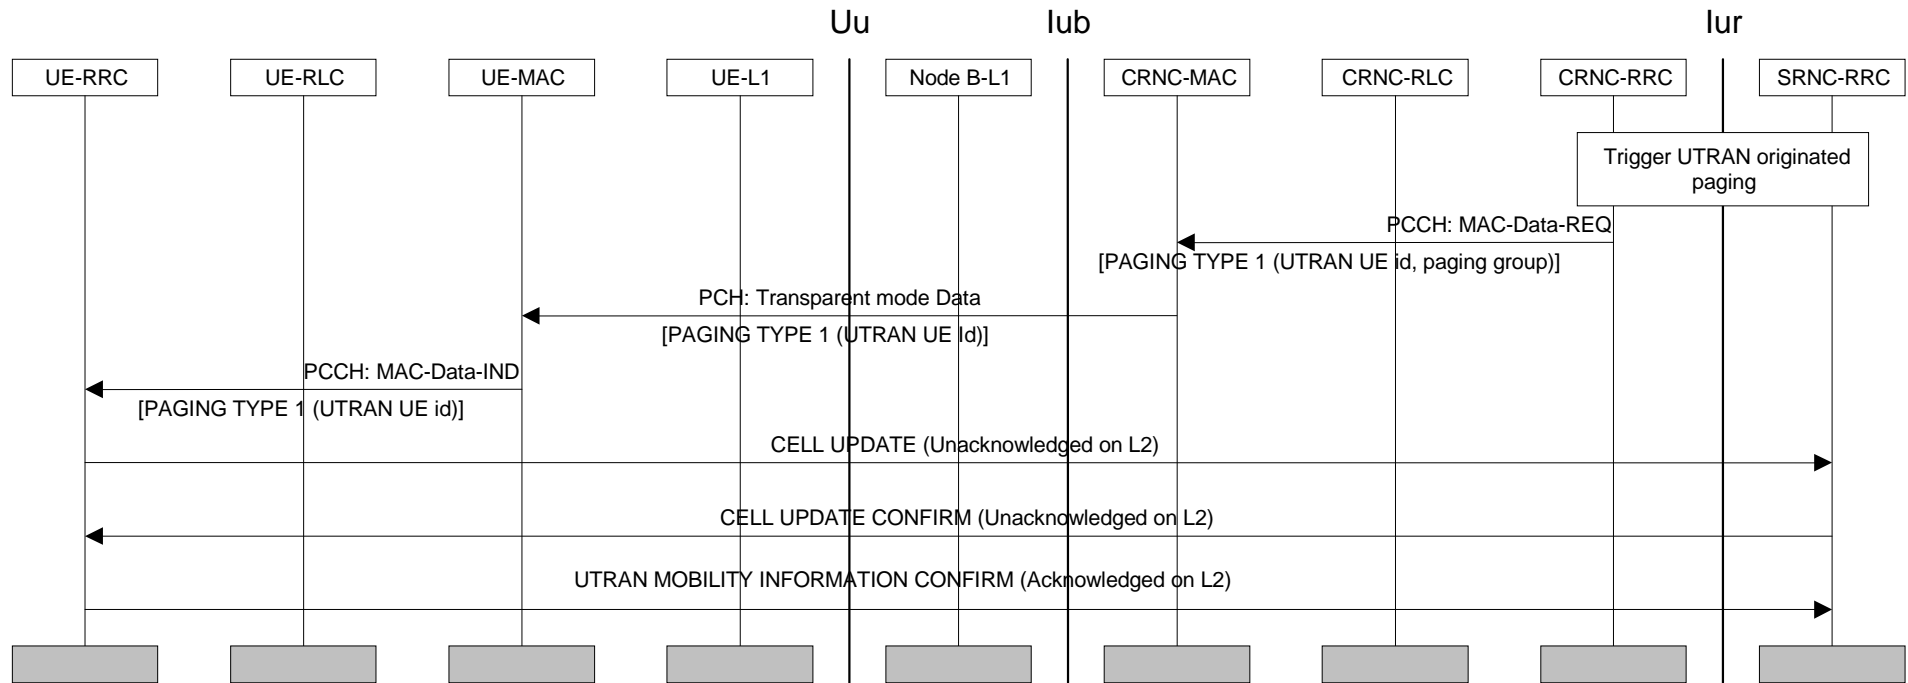 Uu
Iub
Iur
UE-RRC
UE-RLC
UE-MAC
UE-L1
Node B-L1
CRNC-MAC
CRNC-RLC
CRNC-RRC
SRNC-RRC
Trigger UTRAN originated
paging
PCCH: MAC-Data-REQ
[PAGING TYPE 1 (UTRAN UE id, paging group)]
PCH: Transparent mode Data
[PAGING TYPE 1 (UTRAN UE Id)]
PCCH: MAC-Data-IND
[PAGING TYPE 1 (UTRAN UE id)]
CELL UPDATE (Unacknowledged on L2)
CELL UPDATE CONFIRM (Unacknowledged on L2)
UTRAN MOBILITY INFORMATION CONFIRM (Acknowledged on L2)